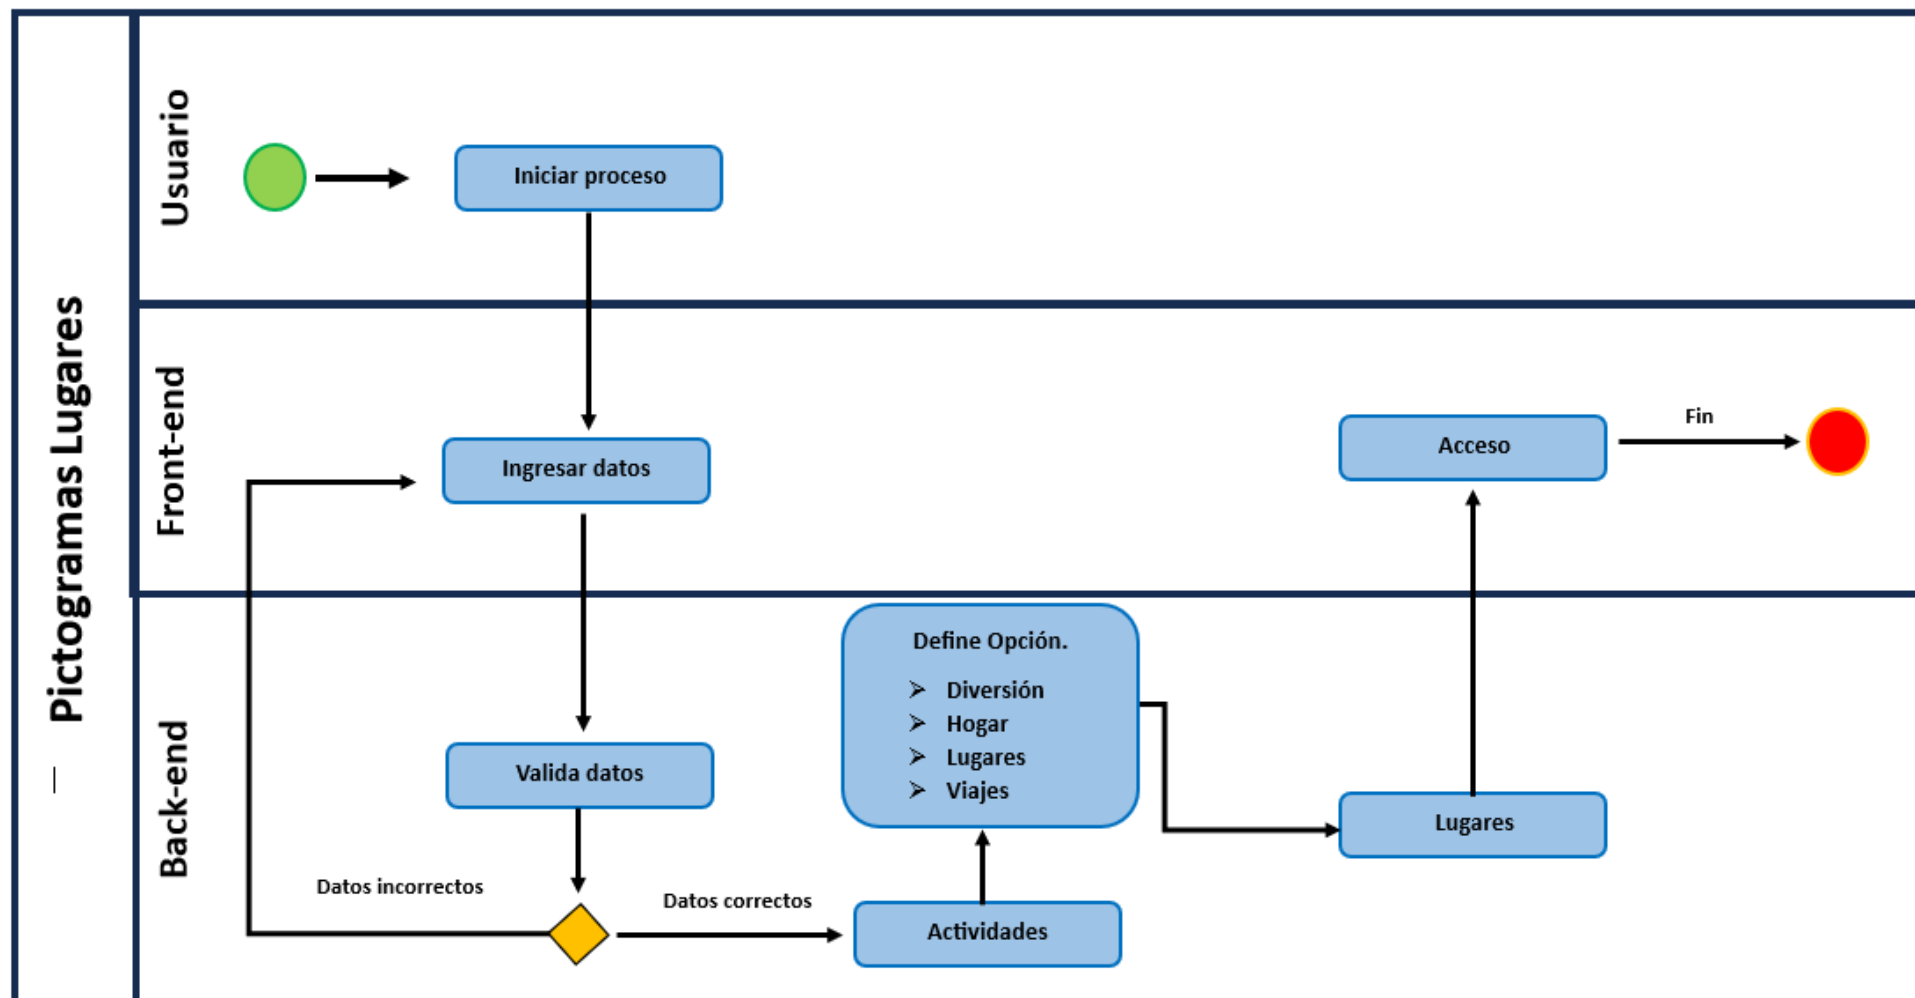 Pictogramas Lugares
Usuario
Iniciar proceso
Front-end
Ingresar datos
Acceso
Fin
Back-end
Valida datos
Datos incorrectos
Datos correctos
Actividades
Define Opción.
➢ Diversión
➢ Hogar
➢ Lugares
➢ Viajes
Lugares